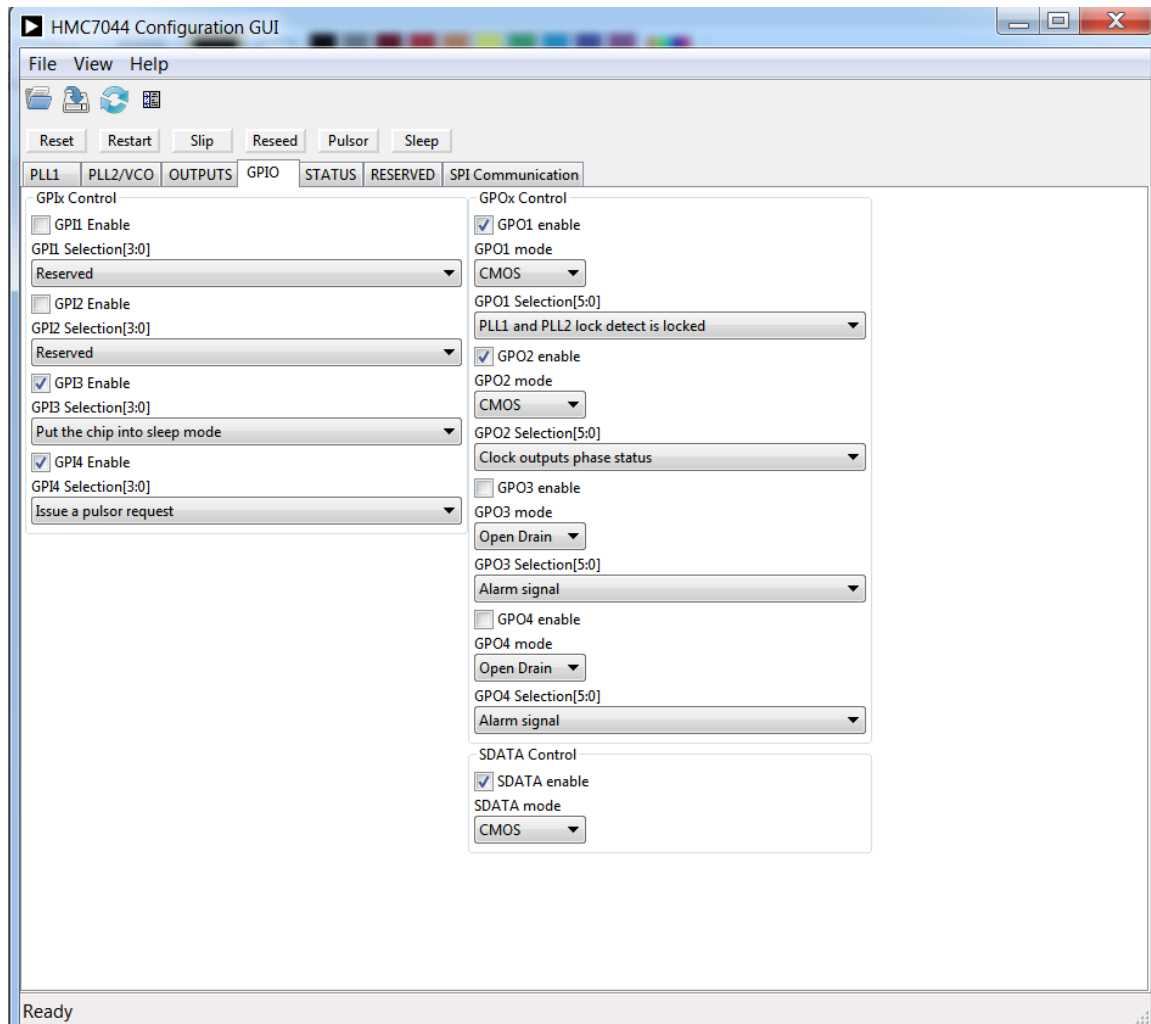 HMC7044 Configuration GUI
File View Help
Reset Restart Slip Reseed Pulsor Sleep
PLL1 PLL2/VCO OUTPUTS GPIO STATUS RESERVED SPI Communication
GPIx Control
GPI1 Enable
GPI1 Selection[3:0]
Reserved
GPI2 Enable
GPI2 Selection[3:0]
Reserved
GPI3 Enable
GPI3 Selection[3:0]
Put the chip into sleep mode
GPI4 Enable
GPI4 Selection[3:0]
Issue a pulsor request
GPOx Control
GPO1 enable
GPO1 mode
CMOS
GPO1 Selection[5:0]
PLL1 and PLL2 lock detect is locked
GPO2 enable
GPO2 mode
CMOS
GPO2 Selection[5:0]
Clock outputs phase status
GPO3 enable
GPO3 mode
Open Drain
GPO3 Selection[5:0]
Alarm signal
GPO4 enable
GPO4 mode
Open Drain
GPO4 Selection[5:0]
Alarm signal
SDATA Control
SDATA enable
SDATA mode
CMOS
Ready